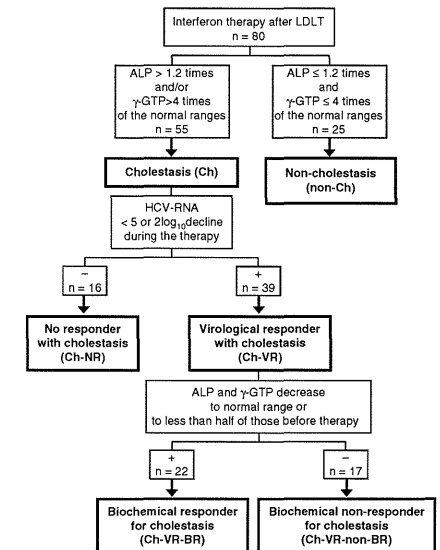 Interferon therapy after LDLT
n = 80
ALP > 1.2 times
and/or
γ-GTP>4 times
of the normal ranges
n = 55
ALP ≤ 1.2 times
and
γ-GTP ≤ 4 times
of the normal ranges
n = 25
Cholestasis (Ch)
Non-cholestasis
(non-Ch)
HCV-RNA
< 5 or 2log₁₀decline
during the therapy
−
n = 16
+
n = 39
No responder
with cholestasis
(Ch-NR)
Virological responder
with cholestasis
(Ch-VR)
ALP and γ-GTP decrease
to normal range or
to less than half of those before therapy
+
n = 22
−
n = 17
Biochemical responder
for cholestasis
(Ch-VR-BR)
Biochemical non-responder
for cholestasis
(Ch-VR-non-BR)